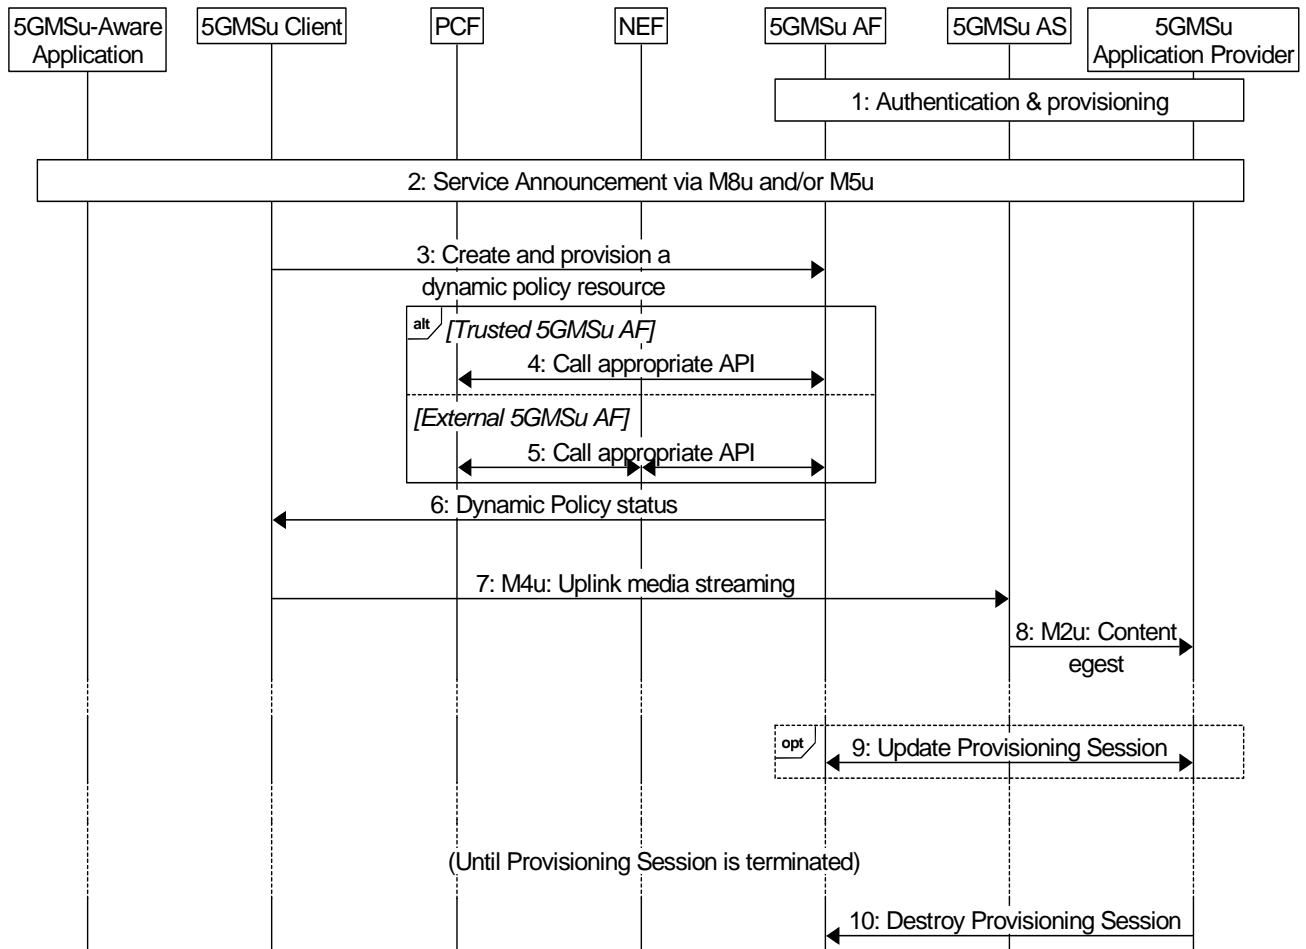 5GMSu-Aware
Application
5GMSu Client
PCF
NEF
5GMSu AF
5GMSu AS
5GMSu
Application Provider
1: Authentication & provisioning
2: Service Announcement via M8u and/or M5u
3: Create and provision a
dynamic policy resource
alt
[Trusted 5GMSu AF]
4: Call appropriate API
[External 5GMSu AF]
5: Call appropriate API
6: Dynamic Policy status
7: M4u: Uplink media streaming
8: M2u: Content
egest
opt
9: Update Provisioning Session
(Until Provisioning Session is terminated)
10: Destroy Provisioning Session